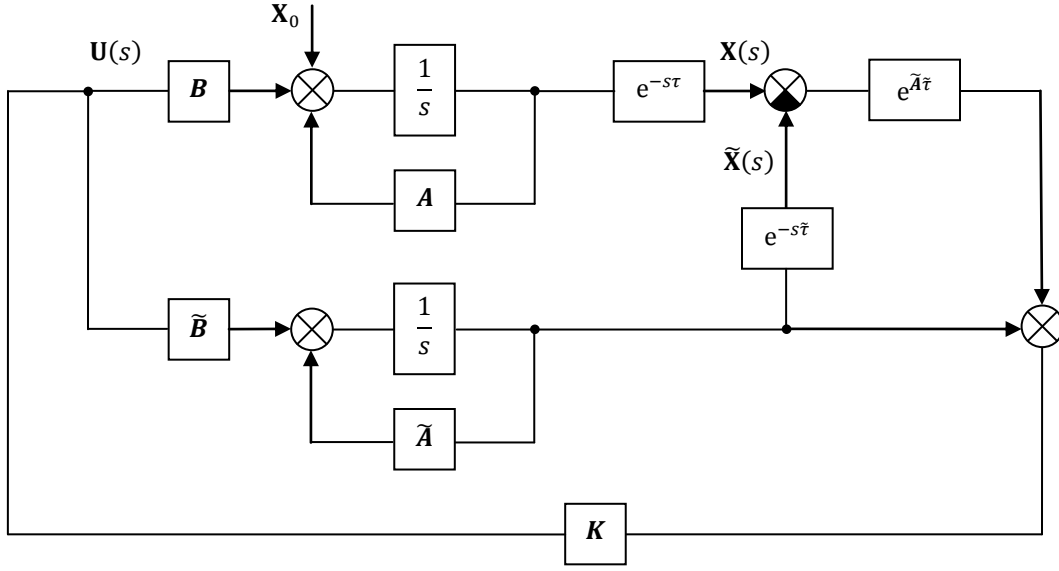 X₀
U(s)
B
1/s
e^{-sτ}
X(s)
e^{Ãτ̃}
A
X̃(s)
e^{-sτ̃}
B̃
1/s
Ã
K